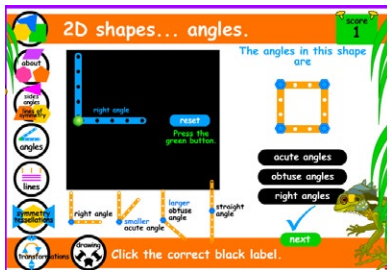 2D shapes... angles.
score
1
about
sides
angles
lines of
symmetry
angles
lines
symmetry
tessellations
transformations
drawing
right angle
reset
Press the
green button.
The angles in this shape
are
acute angles
obtuse angles
right angles
right angle
smaller
acute angle
larger
obtuse
angle
straight
angle
next
Click the correct black label.